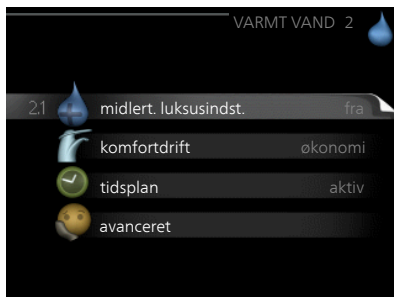 VARMT VAND 2
2.1 midlert. luksusindst. fra
komfortdrift økonomi
tidsplan aktiv
avanceret